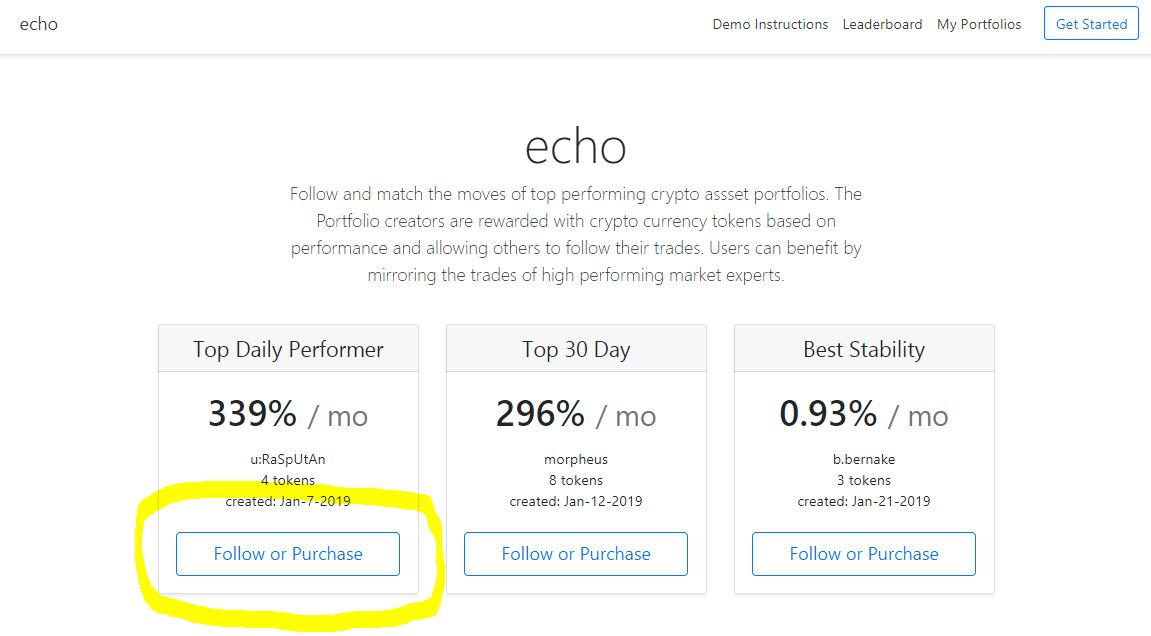 echo
Demo Instructions Leaderboard My Portfolios Get Started
echo
Follow and match the moves of top performing crypto assset portfolios. The
Portfolio creators are rewarded with crypto currency tokens based on
performance and allowing others to follow their trades. Users can benefit by
mirroring the trades of high performing market experts.
Top Daily Performer
339% / mo
u:RaSpUtAn
4 tokens
created: Jan-7-2019
Follow or Purchase
Top 30 Day
296% / mo
morpheus
8 tokens
created: Jan-12-2019
Follow or Purchase
Best Stability
0.93% / mo
b.bernake
3 tokens
created: Jan-21-2019
Follow or Purchase